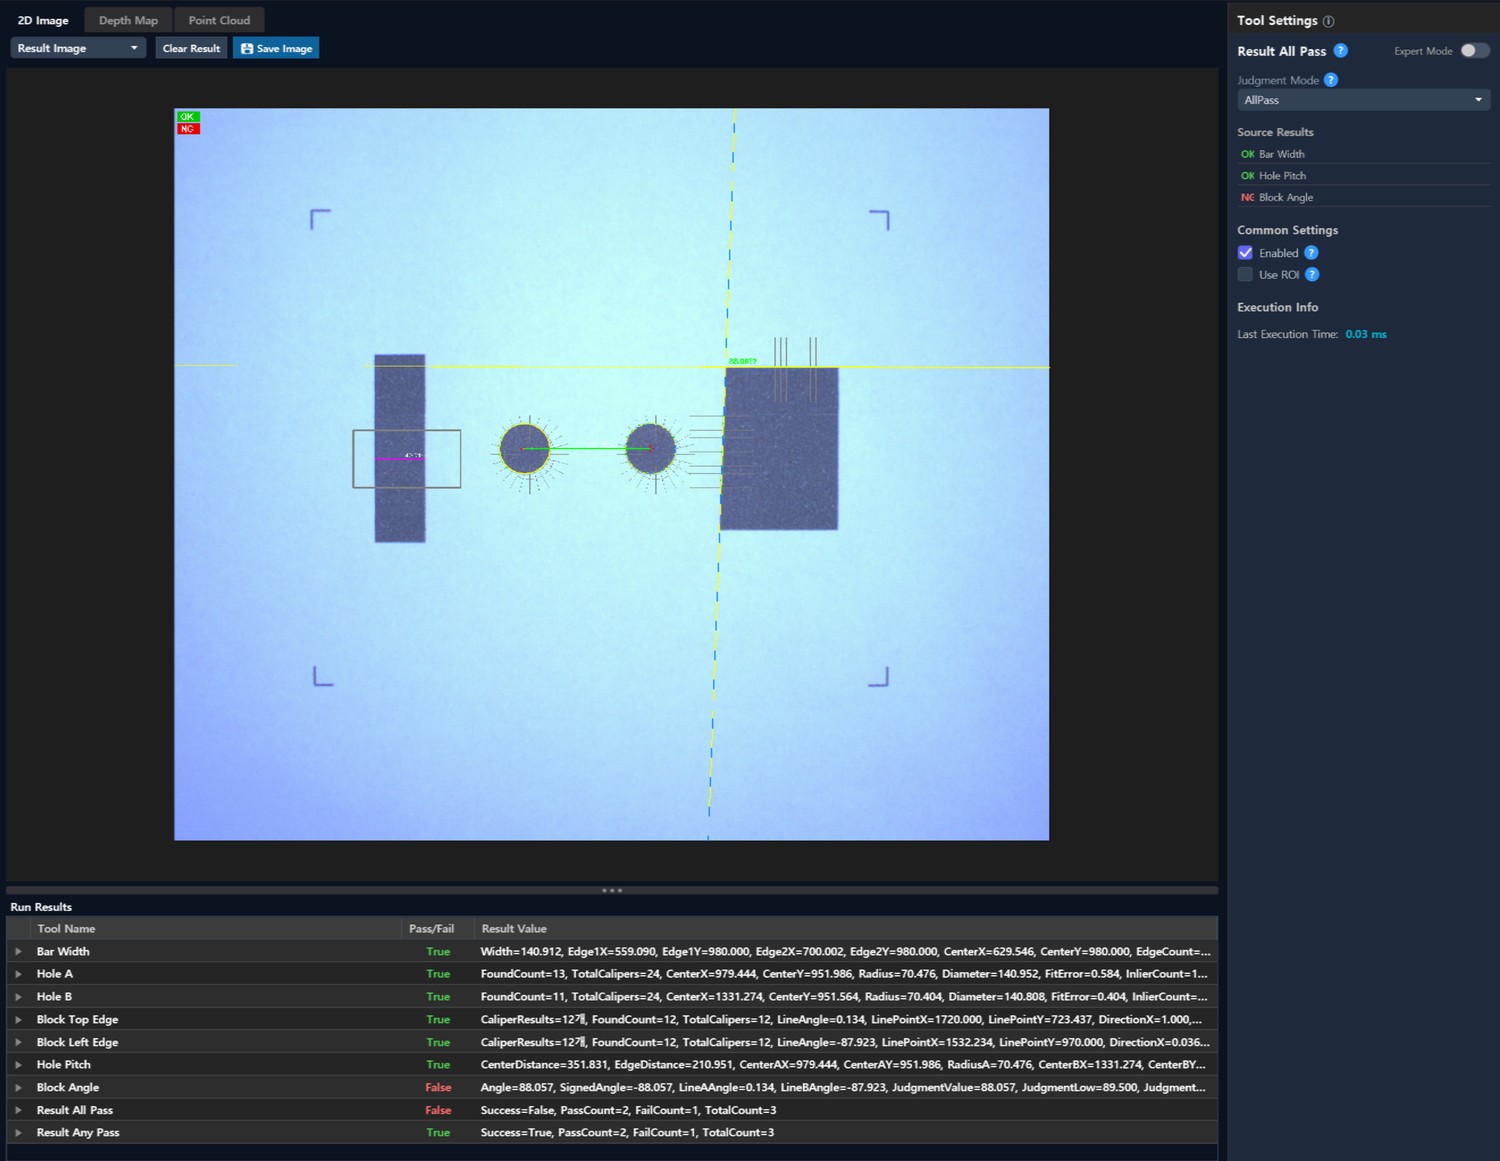 2D Image
Depth Map
Point Cloud
Result Image
Clear Result
Save Image
OK
NG
Run Results
Tool Name Pass/Fail Result Value
Bar Width True Width=140.912, Edge1X=559.090, Edge1Y=980.000, Edge2X=700.002, Edge2Y=980.000, CenterX=629.546, CenterY=980.000, EdgeCount=...
Hole A True FoundCount=13, TotalCalipers=24, CenterX=979.444, CenterY=951.986, Radius=70.476, Diameter=140.952, FitError=0.584, InlierCount=1...
Hole B True FoundCount=11, TotalCalipers=24, CenterX=1331.274, CenterY=951.564, Radius=70.404, Diameter=140.808, FitError=0.404, InlierCount=...
Block Top Edge True CaliperResults=12개, FoundCount=12, TotalCalipers=12, LineAngle=0.134, LinePointX=1720.000, LinePointY=723.437, DirectionX=1.000,...
Block Left Edge True CaliperResults=12개, FoundCount=12, TotalCalipers=12, LineAngle=-87.923, LinePointX=1532.234, LinePointY=970.000, DirectionX=0.036...
Hole Pitch True CenterDistance=351.831, EdgeDistance=210.951, CenterAX=979.444, CenterAY=951.986, RadiusA=70.476, CenterBX=1331.274, CenterBY...
Block Angle False Angle=88.057, SignedAngle=-88.057, LineAAngle=0.134, LineBAngle=-87.923, JudgmentValue=88.057, JudgmentLow=89.500, Judgment...
Result All Pass False Success=False, PassCount=2, FailCount=1, TotalCount=3
Result Any Pass True Success=True, PassCount=2, FailCount=1, TotalCount=3
Tool Settings
Result All Pass ? Expert Mode
Judgment Mode ?
AllPass
Source Results
OK Bar Width
OK Hole Pitch
NG Block Angle
Common Settings
Enabled ?
Use ROI ?
Execution Info
Last Execution Time: 0.03 ms